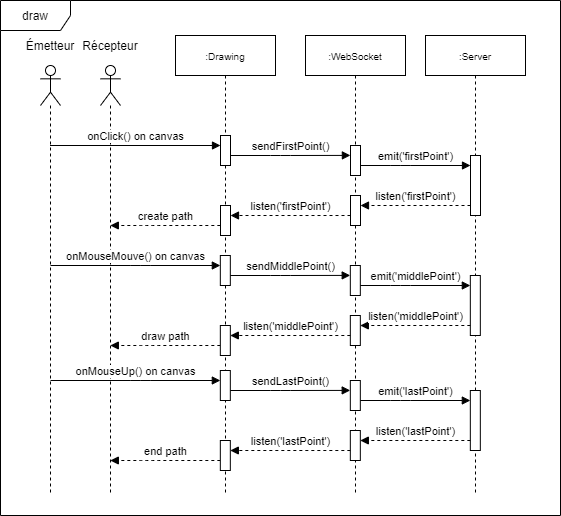 draw
Émetteur
Récepteur
:Drawing
:WebSocket
:Server
onClick() on canvas
sendFirstPoint()
emit('firstPoint')
listen('firstPoint')
listen('firstPoint')
create path
onMouseMouve() on canvas
sendMiddlePoint()
emit('middlePoint')
listen('middlePoint')
listen('middlePoint')
draw path
onMouseUp() on canvas
sendLastPoint()
emit('lastPoint')
listen('lastPoint')
listen('lastPoint')
end path